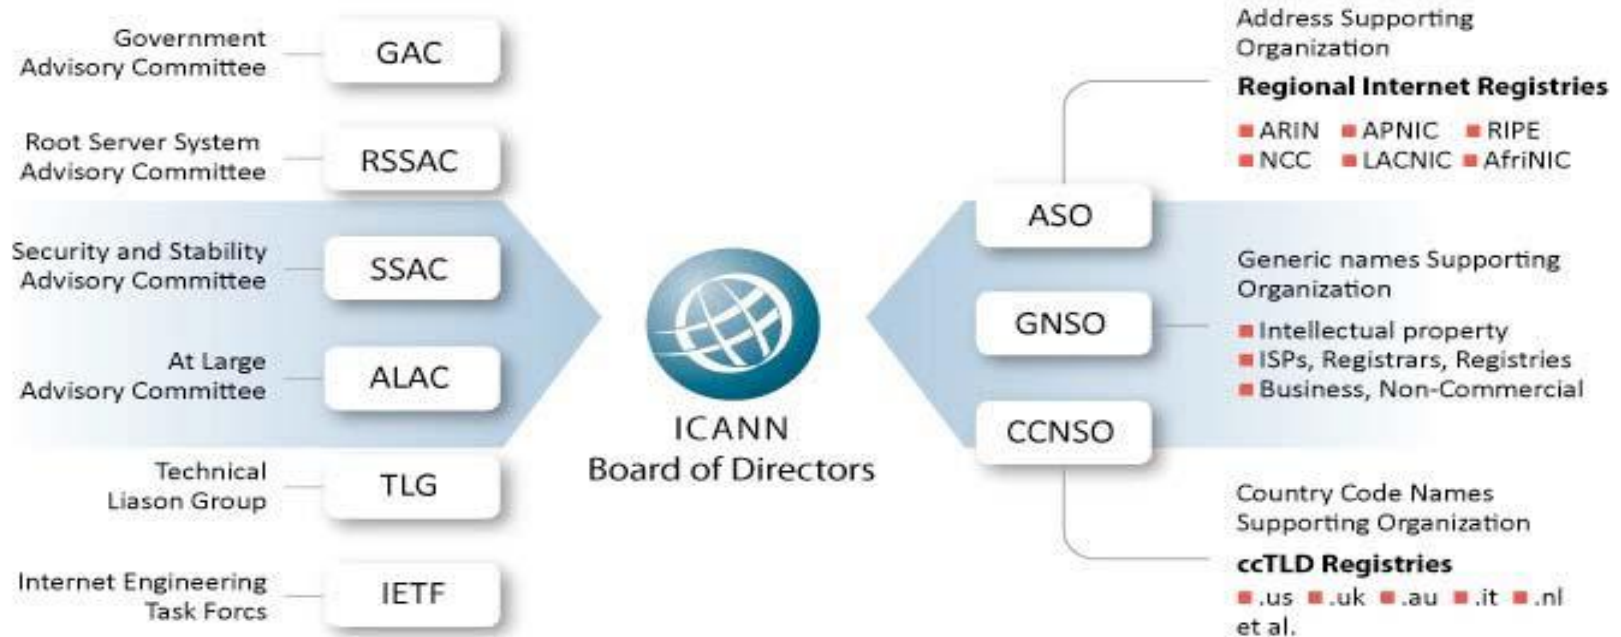 Government
Advisory Committee
GAC
Root Server System
Advisory Committee
RSSAC
Security and Stability
Advisory Committee
SSAC
At Large
Advisory Committee
ALAC
Technical
Liason Group
TLG
Internet Engineering
Task Forcs
IETF
ICANN
Board of Directors
ASO
Address Supporting
Organization
Regional Internet Registries
ARIN APNIC RIPE
NCC LACNIC AfriNIC
GNSO
Generic names Supporting
Organization
Intellectual property
ISPs, Registrars, Registries
Business, Non-Commercial
CCNSO
Country Code Names
Supporting Organization
ccTLD Registries
.us .uk .au .it .nl
et al.